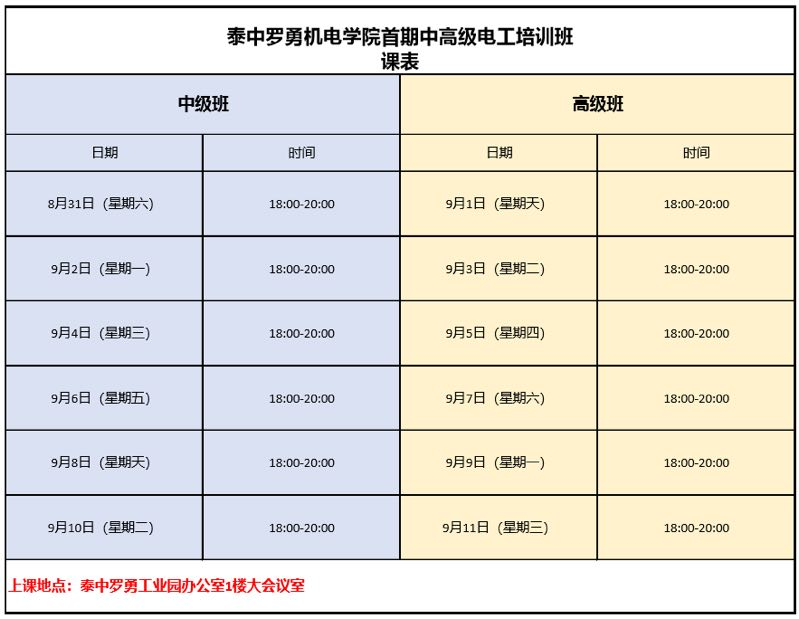 泰中罗勇机电学院首期中高级电工培训班
课表
中级班 高级班
日期 时间 日期 时间
8月31日（星期六） 18:00-20:00 9月1日（星期天） 18:00-20:00
9月2日（星期一） 18:00-20:00 9月3日（星期二） 18:00-20:00
9月4日（星期三） 18:00-20:00 9月5日（星期四） 18:00-20:00
9月6日（星期五） 18:00-20:00 9月7日（星期六） 18:00-20:00
9月8日（星期天） 18:00-20:00 9月9日（星期一） 18:00-20:00
9月10日（星期二） 18:00-20:00 9月11日（星期三） 18:00-20:00
上课地点：泰中罗勇工业园办公室1楼大会议室